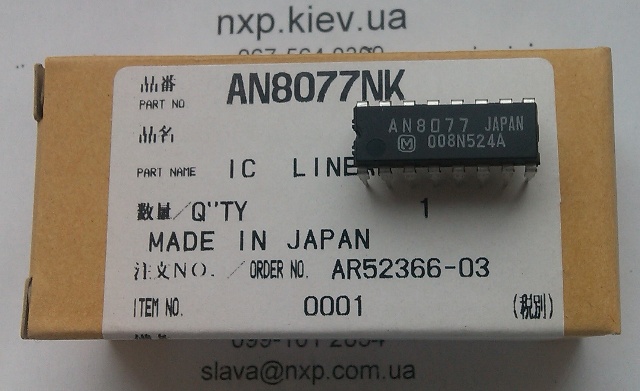 nxp.kiev.ua
品番
PART NO
AN8077NK
品名
PART NAME
IC LINE
AN8077 JAPAN
M 008N524A
数量/Q''TY
1
MADE IN JAPAN
注文NO. / ORDER NO. AR52366-03
ITEM NO.
0001
(税別)
slava@nxp.com.ua